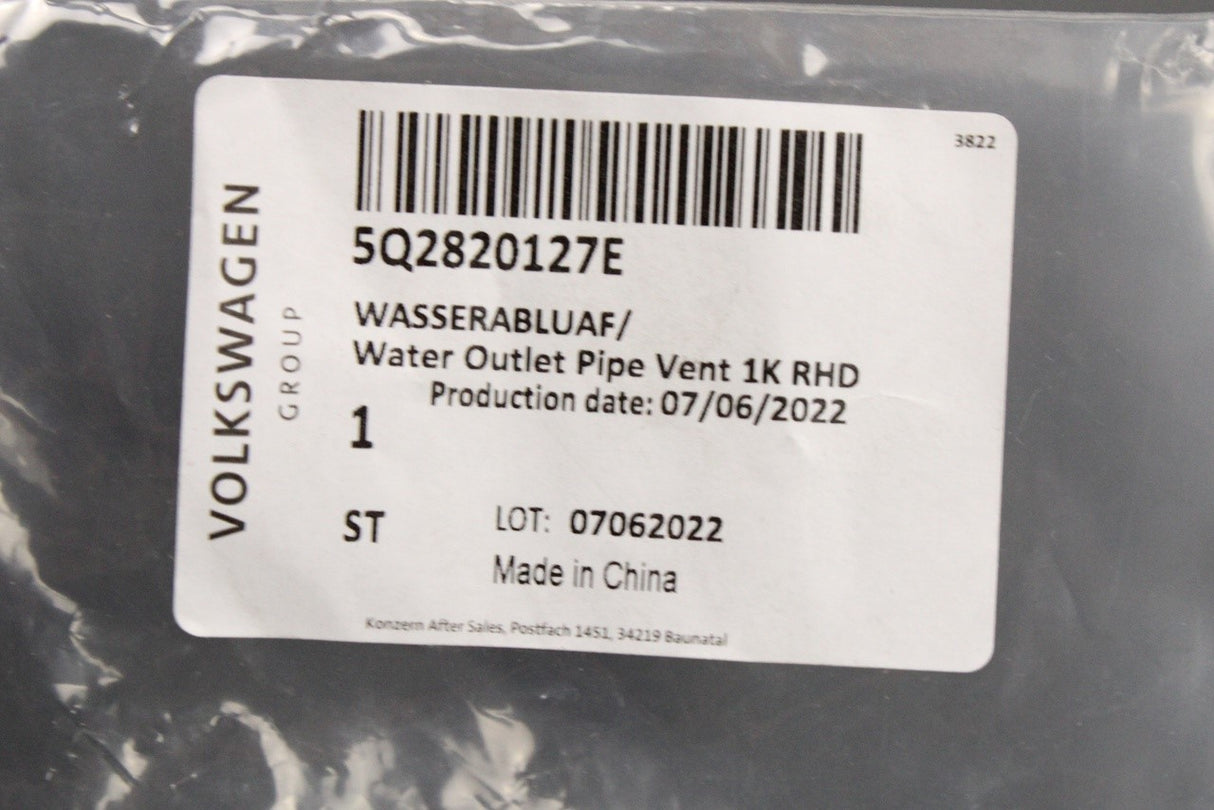 3822
5Q2820127E
VOLKSWAGEN
GROUP
WASSERABLUAF/
Water Outlet Pipe Vent 1K RHD
Production date: 07/06/2022
1
ST
LOT: 07062022
Made in China
Konzern After Sales, Postfach 1451, 34219 Baunatal